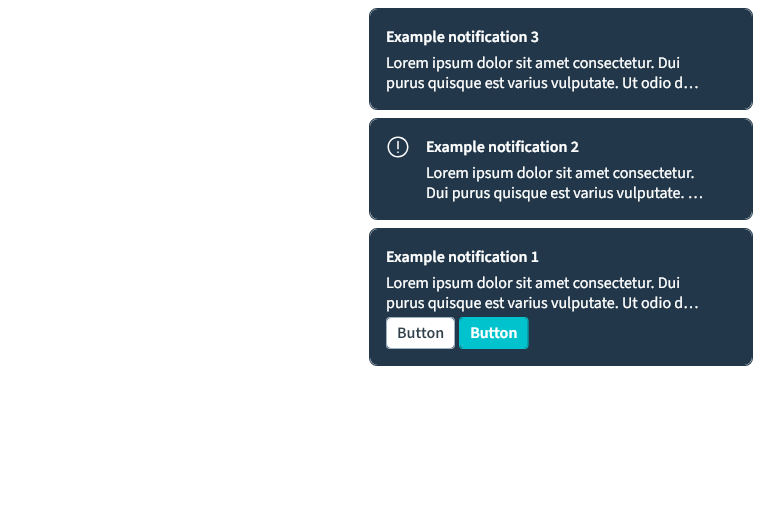 Example notification 3
Lorem ipsum dolor sit amet consectetur. Dui
purus quisque est varius vulputate. Ut odio d…
Example notification 2
Lorem ipsum dolor sit amet consectetur.
Dui purus quisque est varius vulputate. …
Example notification 1
Lorem ipsum dolor sit amet consectetur. Dui
purus quisque est varius vulputate. Ut odio d…
Button Button